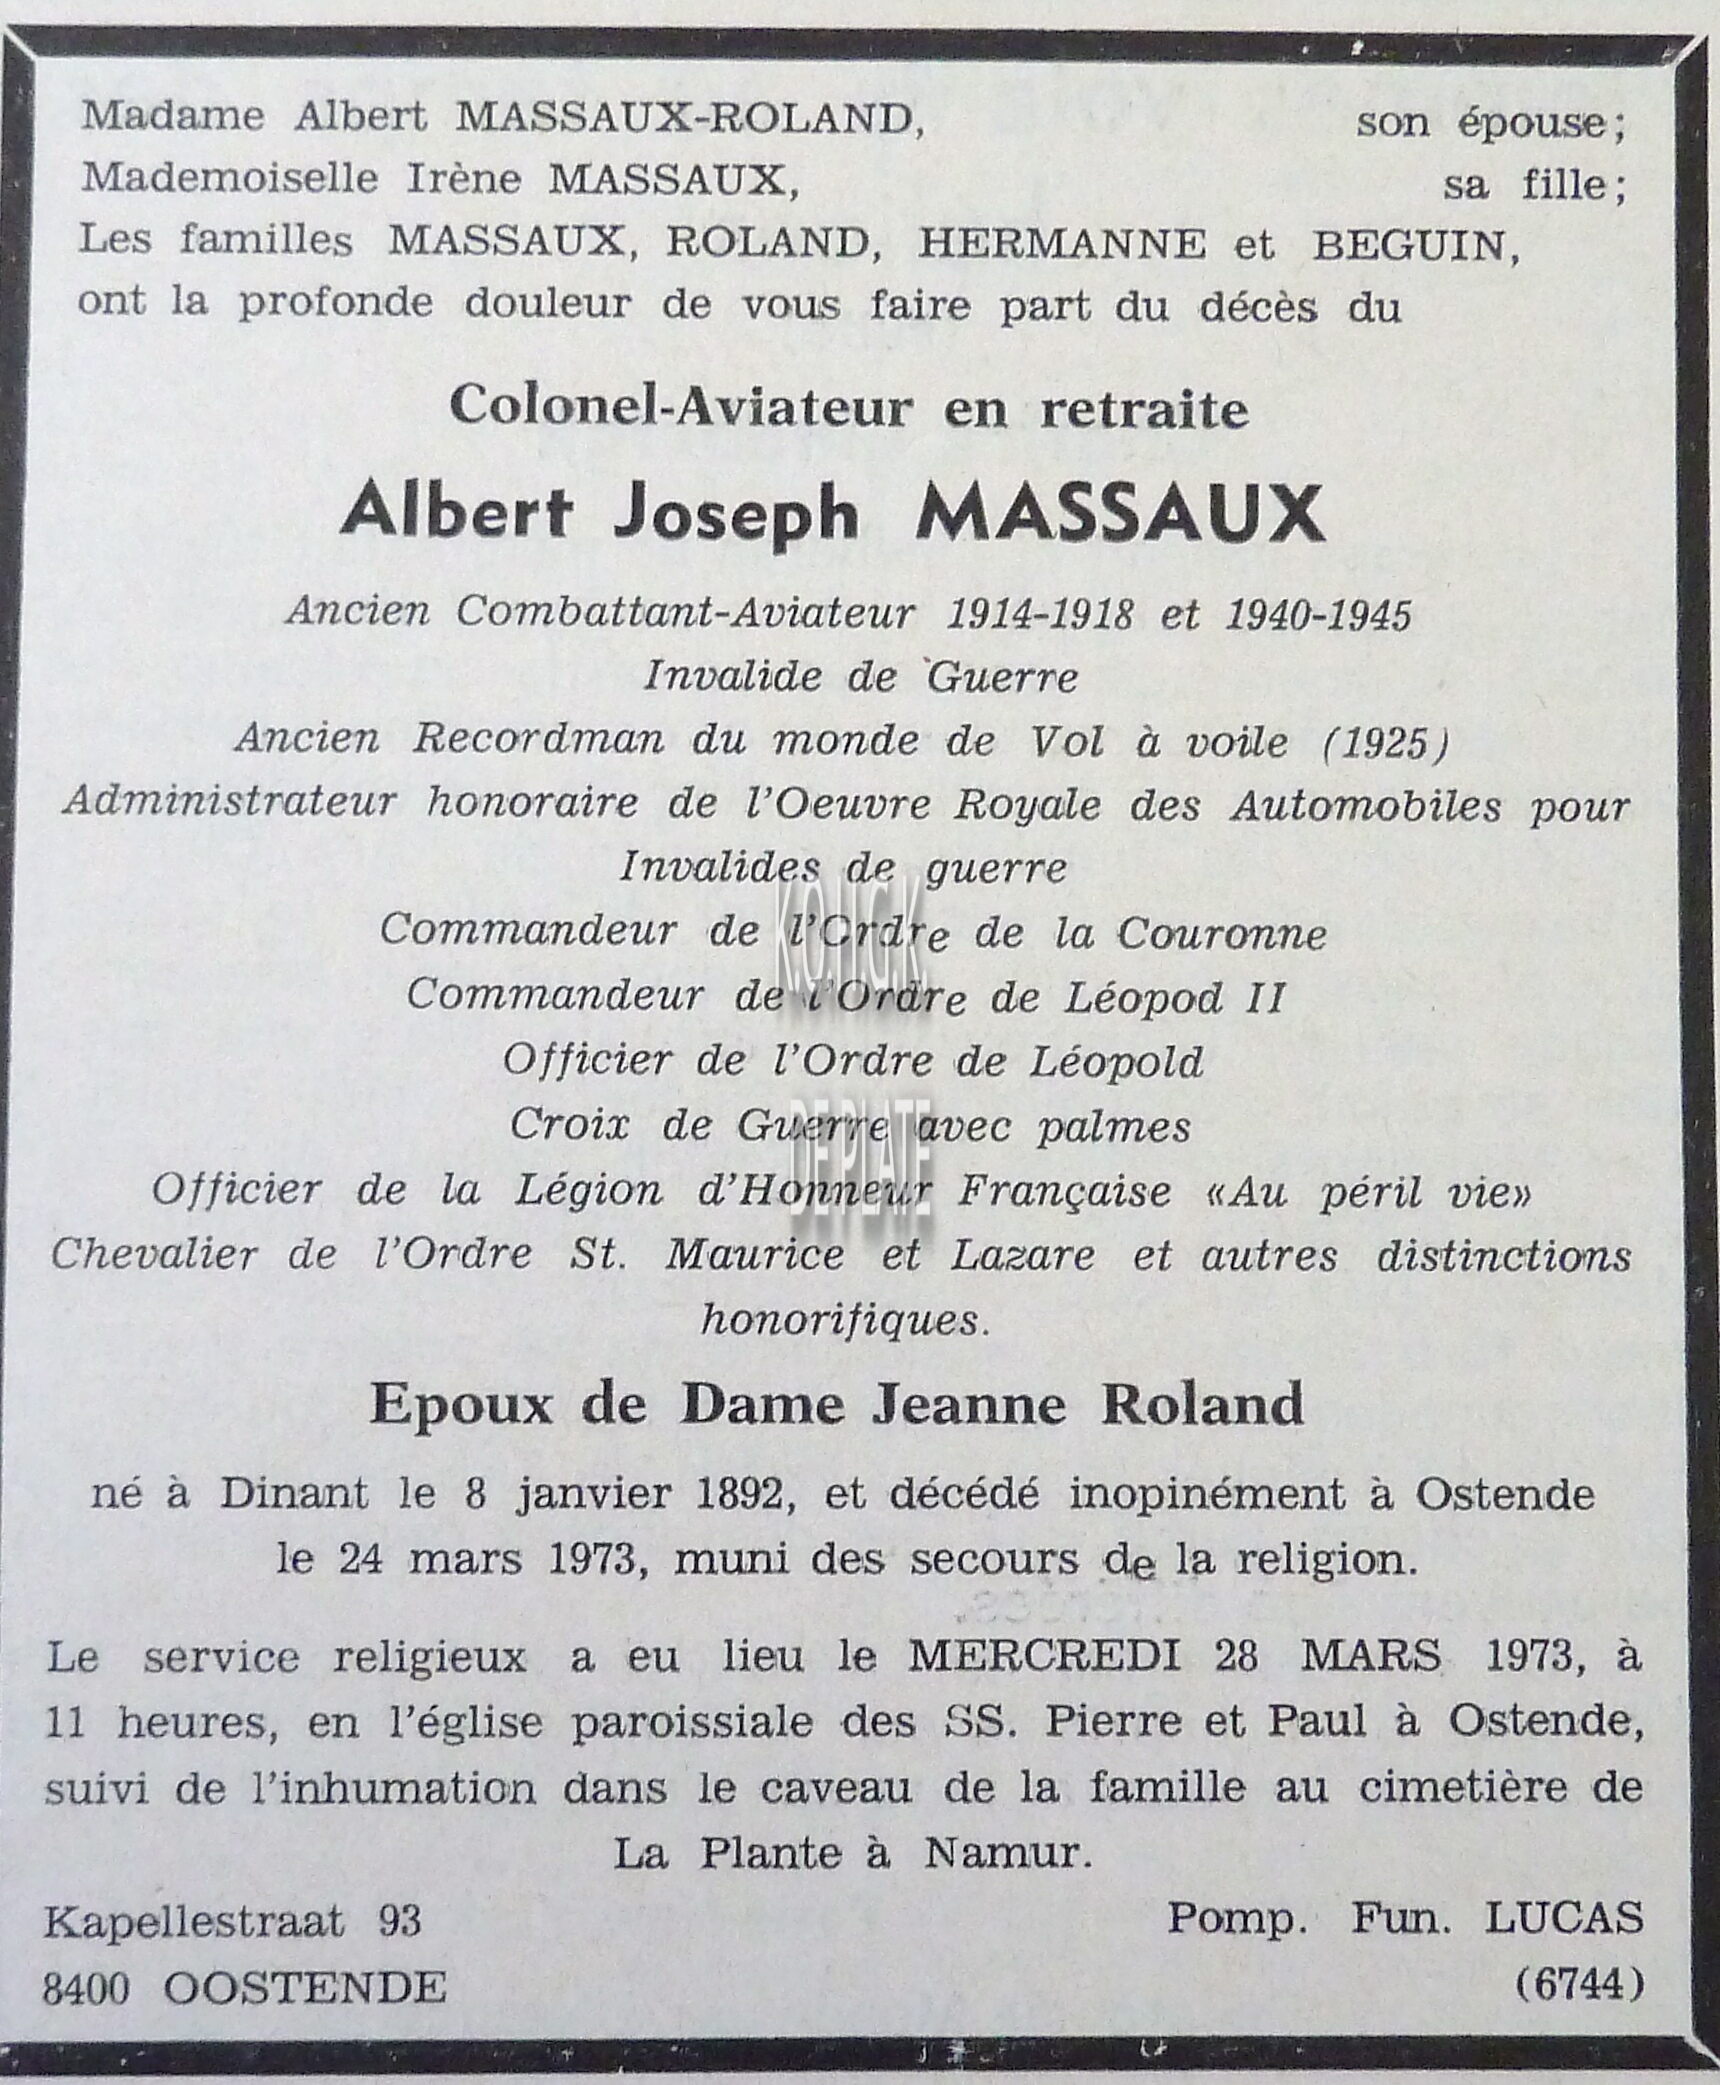 Madame Albert MASSAUX-ROLAND, son épouse;
Mademoiselle Irène MASSAUX, sa fille;
Les familles MASSAUX, ROLAND, HERMANNE et BEGUIN,
ont la profonde douleur de vous faire part du décès du
Colonel-Aviateur en retraite
Albert Joseph MASSAUX
Ancien Combattant-Aviateur 1914-1918 et 1940-1945
Invalide de Guerre
Ancien Recordman du monde de Vol à voile (1925)
Administrateur honoraire de l'Oeuvre Royale des Automobiles pour
Invalides de guerre
Commandeur de l'Ordre de la Couronne
Commandeur de l'Ordre de Léopod II
Officier de l'Ordre de Léopold
Croix de Guerre avec palmes
Officier de la Légion d'Honneur Française «Au péril vie»
Chevalier de l'Ordre St. Maurice et Lazare et autres distinctions
honorifiques.
Epoux de Dame Jeanne Roland
né à Dinant le 8 janvier 1892, et décédé inopinément à Ostende
le 24 mars 1973, muni des secours de la religion.
Le service religieux a eu lieu le MERCREDI 28 MARS 1973, à
11 heures, en l'église paroissiale des SS. Pierre et Paul à Ostende,
suivi de l'inhumation dans le caveau de la famille au cimetière de
La Plante à Namur.
Kapellestraat 93 Pomp. Fun. LUCAS
8400 OOSTENDE (6744)
DE PLATE